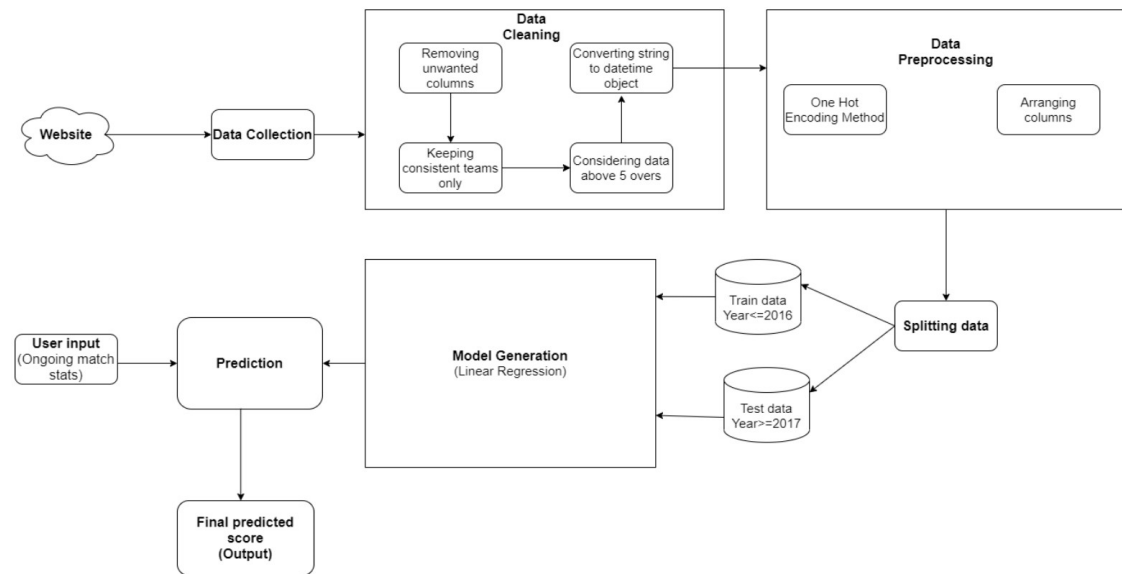 Data
Cleaning
Removing
unwanted
columns
Converting string
to datetime
object
Data
Preprocessing
One Hot
Encoding Method
Arranging
columns
Website
Data Collection
Keeping
consistent teams
only
Considering data
above 5 overs
Train data
Year<=2016
Splitting data
User input
(Ongoing match
stats)
Prediction
Model Generation
(Linear Regression)
Test data
Year>=2017
Final predicted
score
(Output)